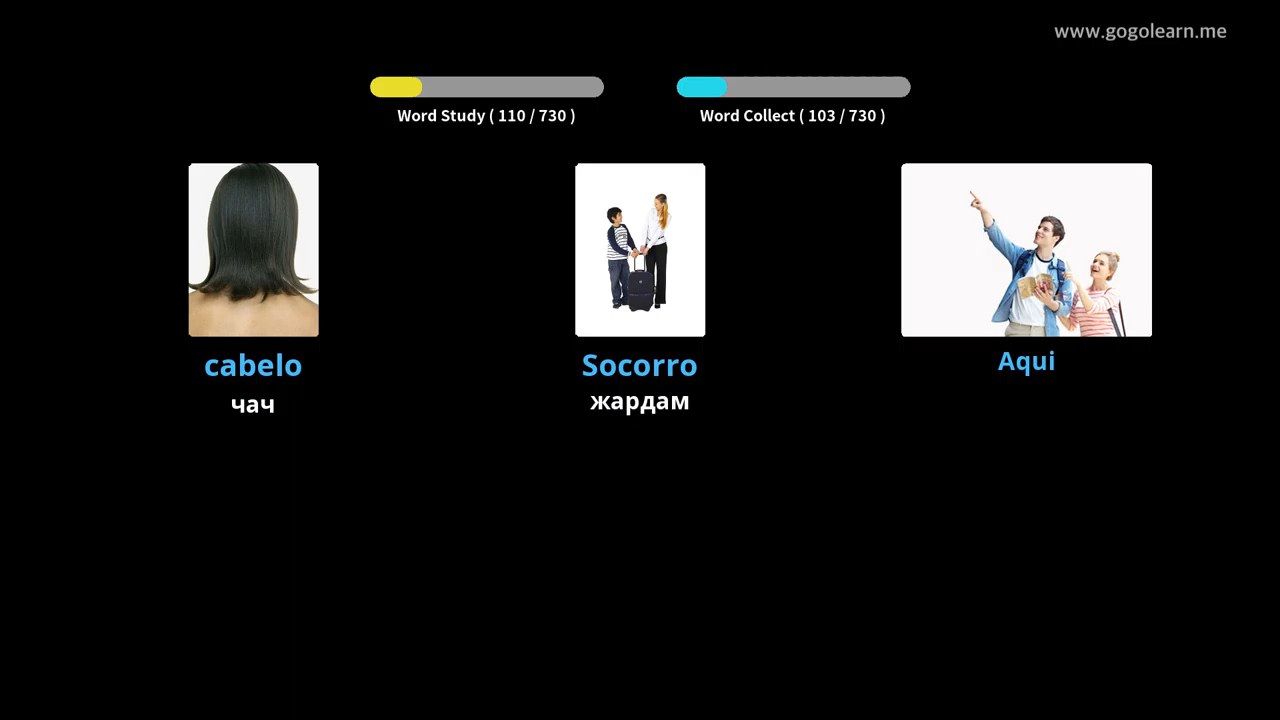 www.gogolearn.me
Word Study ( 110 / 730 )
Word Collect ( 103 / 730 )
cabelo
чач
Socorro
жардам
Aqui